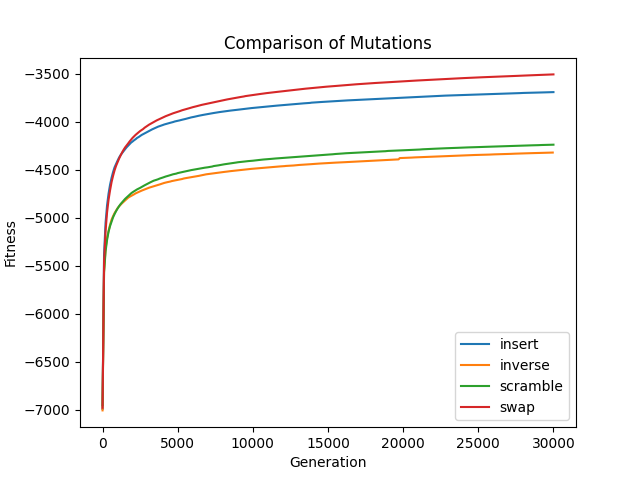 Comparison of Mutations
Fitness
−3500
−4000
−4500
−5000
−5500
−6000
−6500
−7000
insert
inverse
scramble
swap
0 5000 10000 15000 20000 25000 30000
Generation